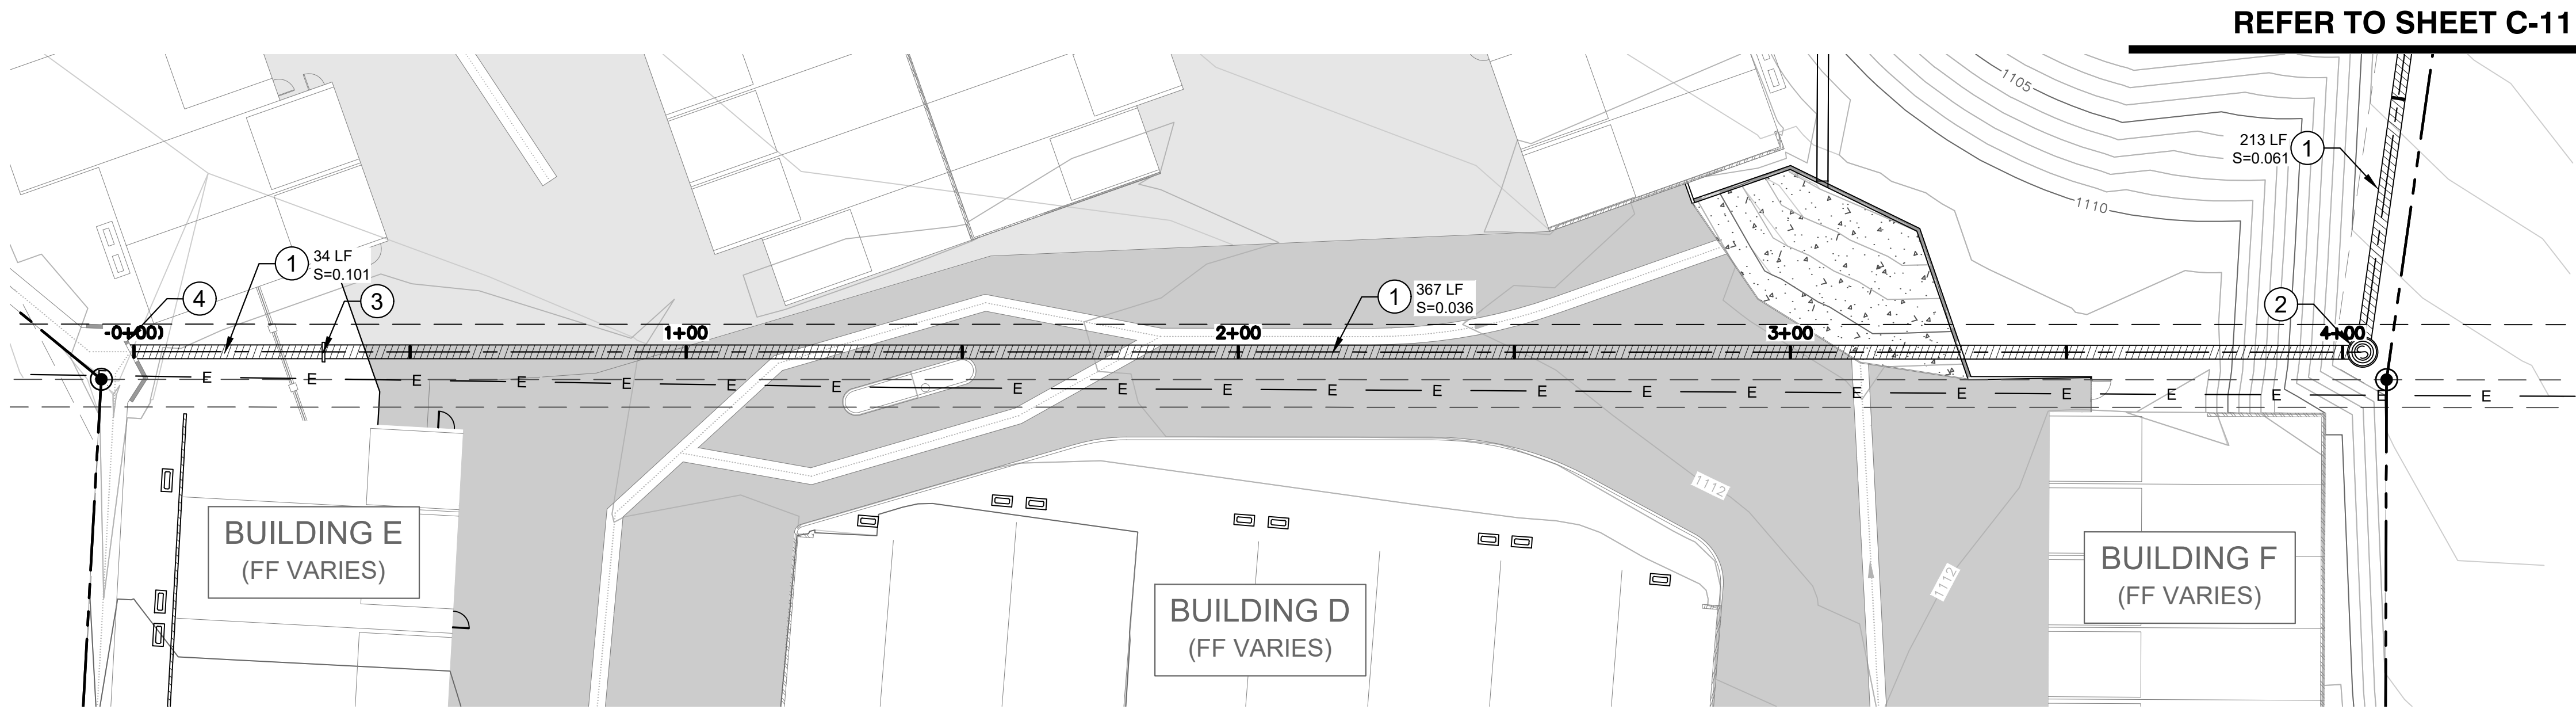 REFER TO SHEET C-11
1105
213 LF
S=0.061
1
1110
1
34 LF
S=0.101
4
3
1
367 LF
S=0.036
2
-0+00
1+00
2+00
3+00
4+00
S
E E E E E E E E E E E E E E E E E E E E E E E
1112
1112
BUILDING E
(FF VARIES)
BUILDING D
(FF VARIES)
BUILDING F
(FF VARIES)